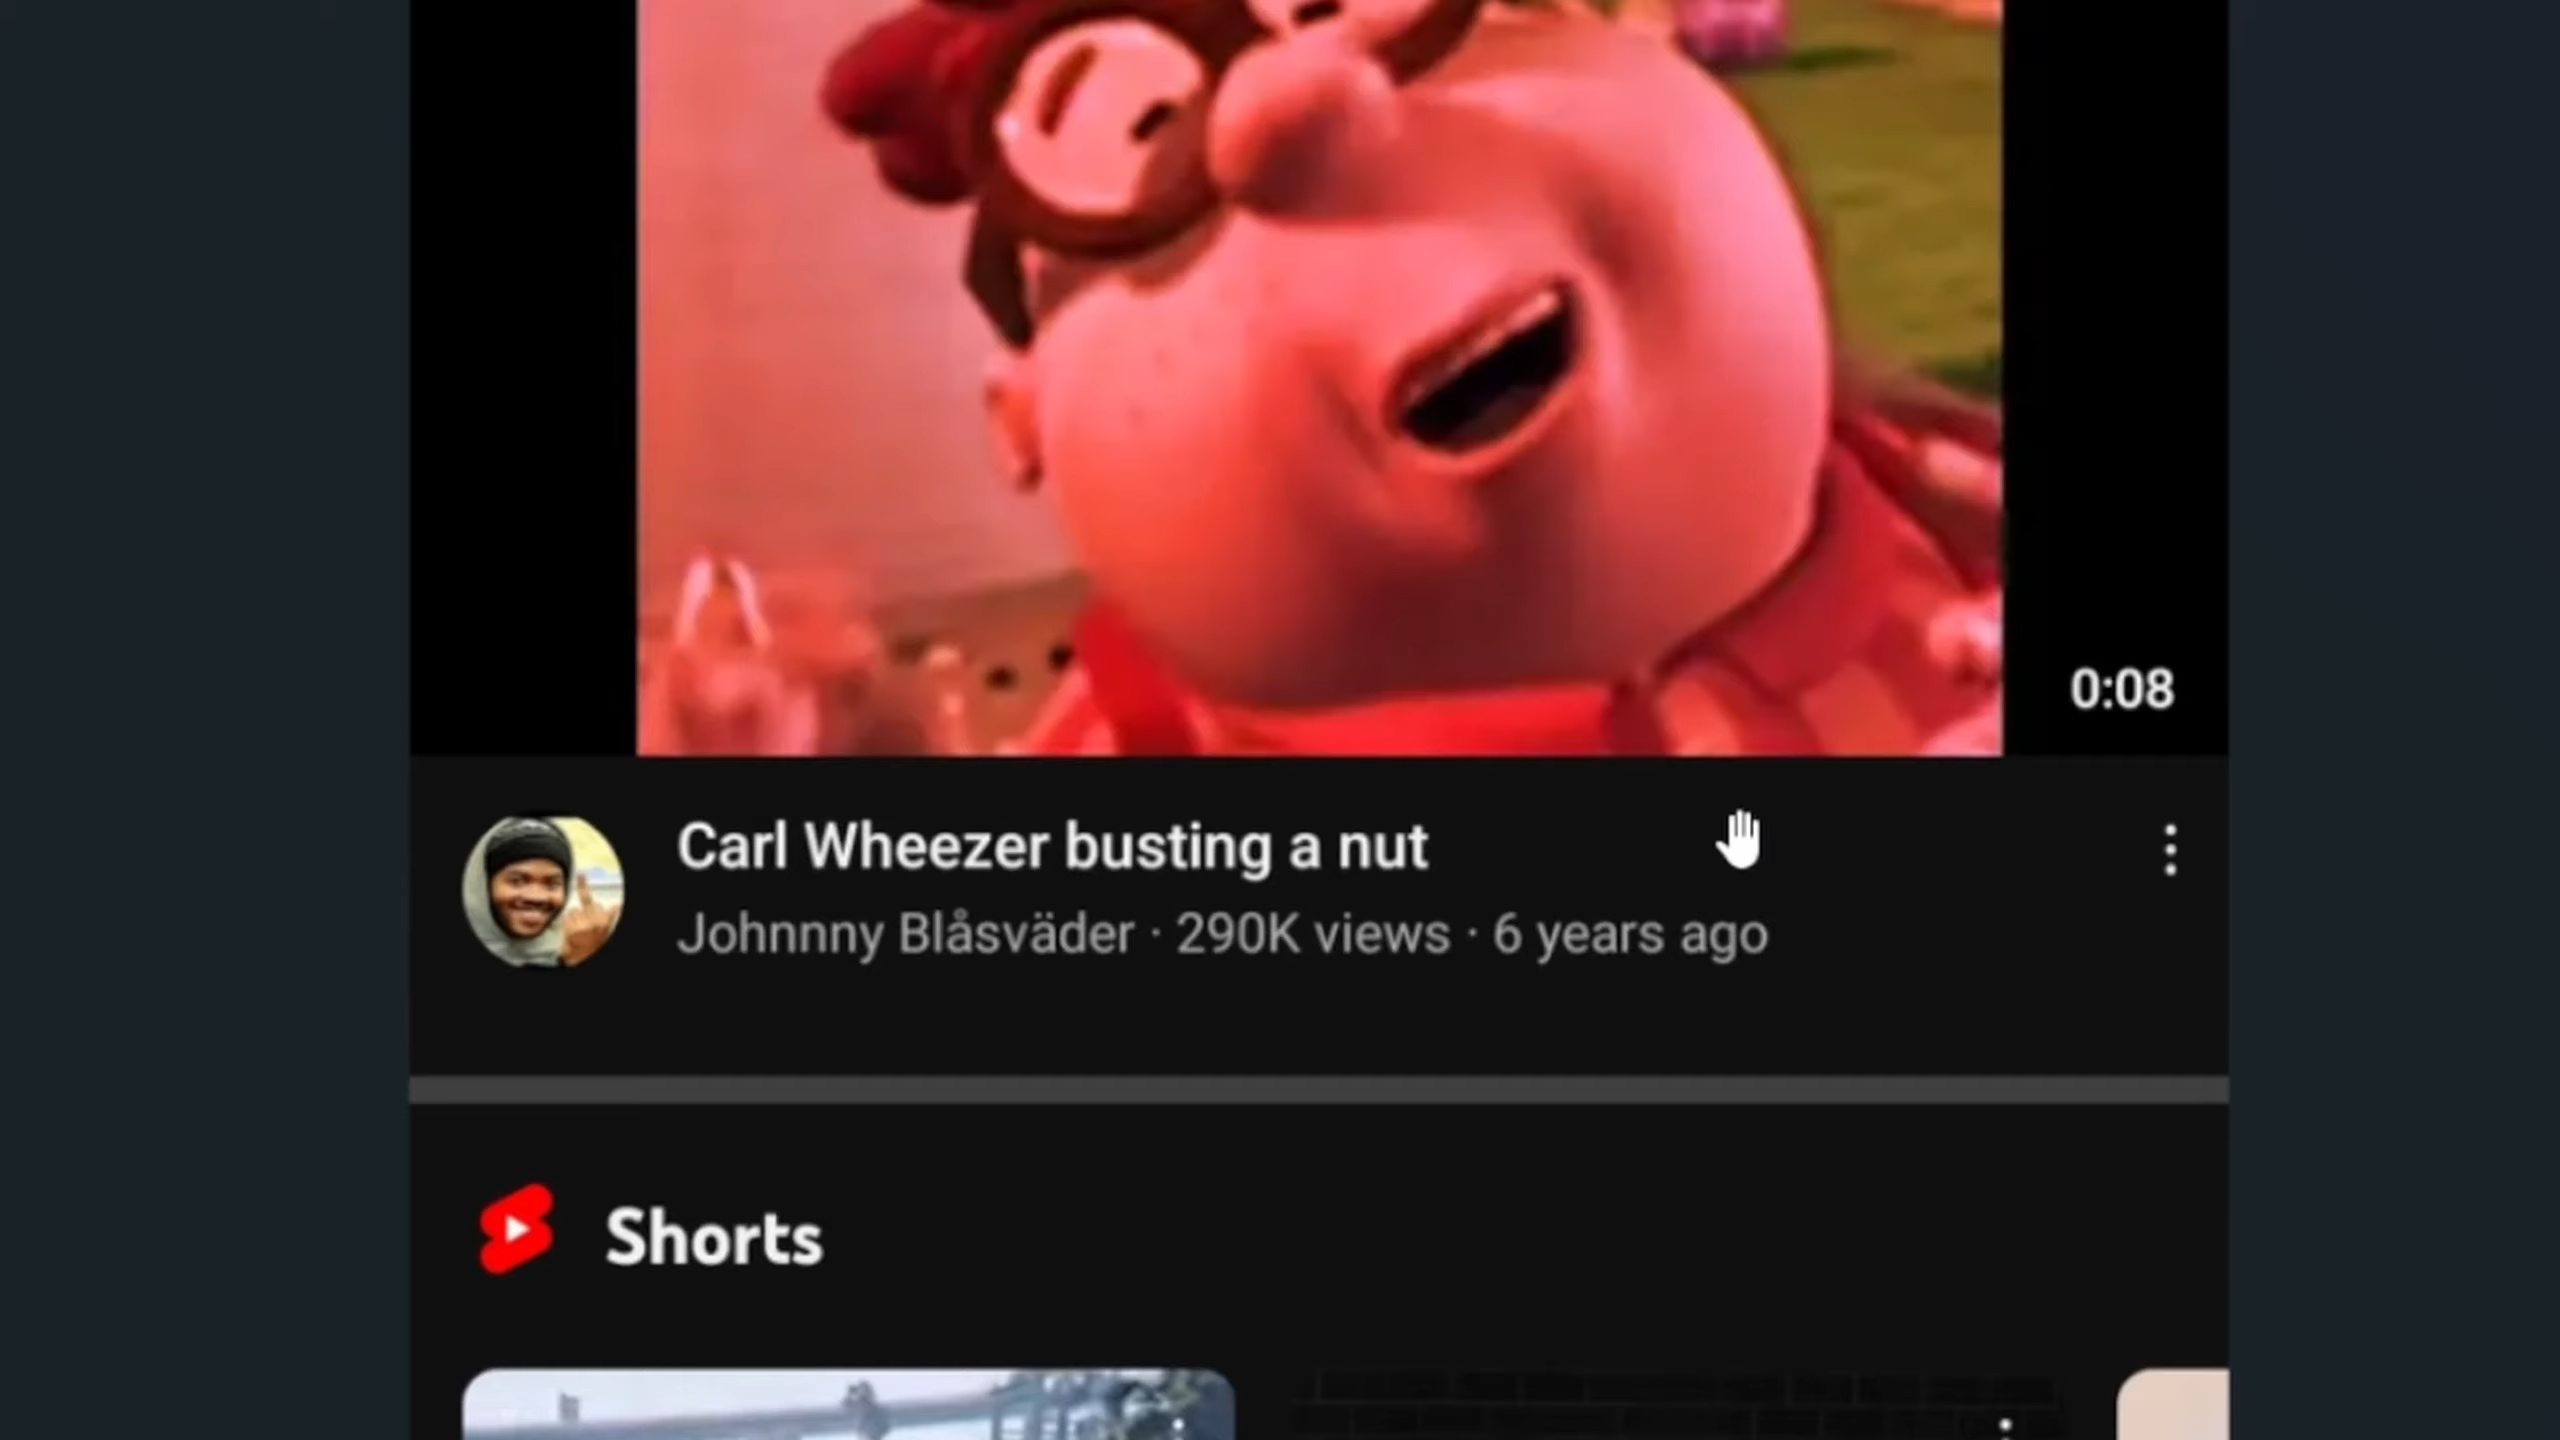 0:08
Carl Wheezer busting a nut
Johnnny Blåsväder · 290K views · 6 years ago
Shorts